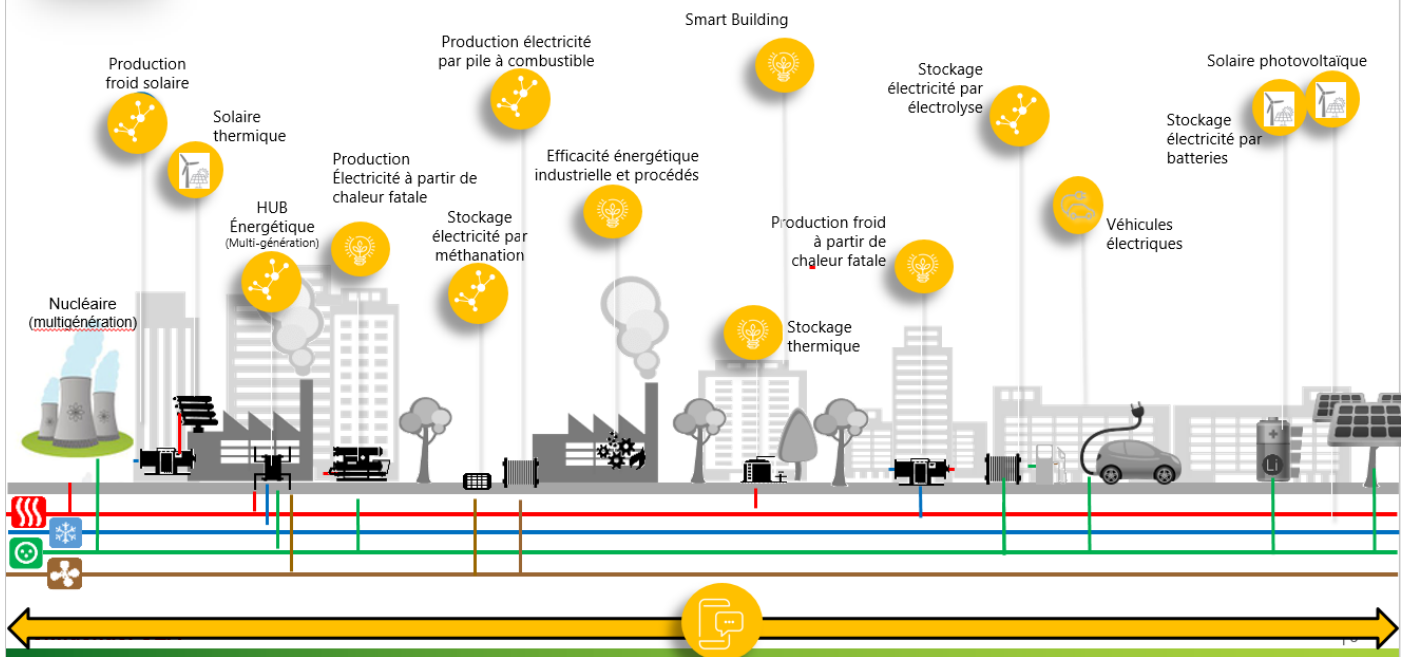 Smart Building
Production électricité
par pile à combustible
Production
froid solaire
Solaire photovoltaïque
Stockage
électricité par
électrolyse
Solaire
thermique
Stockage
électricité par
batteries
Production
Électricité à partir de
chaleur fatale
Efficacité énergétique
industrielle et procédés
HUB
Énergétique
(Multi-génération)
Stockage
électricité par
méthanation
Production froid
à partir de
chaleur fatale
Véhicules
électriques
Nucléaire
(multigénération)
Stockage
thermique
Li